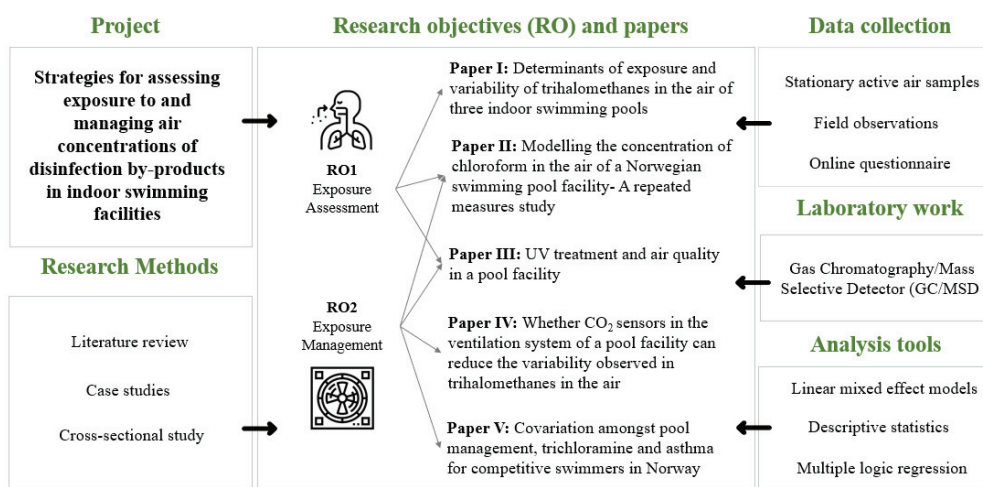 Project
Strategies for assessing
exposure to and
managing air
concentrations of
disinfection by-products
in indoor swimming
facilities
Research Methods
Literature review
Case studies
Cross-sectional study
Research objectives (RO) and papers
RO1
Exposure
Assessment
RO2
Exposure
Management
Paper I: Determinants of exposure and
variability of trihalomethanes in the air of
three indoor swimming pools
Paper II: Modelling the concentration of
chloroform in the air of a Norwegian
swimming pool facility- A repeated
measures study
Paper III: UV treatment and air quality
in a pool facility
Paper IV: Whether CO₂ sensors in the
ventilation system of a pool facility can
reduce the variability observed in
trihalomethanes in the air
Paper V: Covariation amongst pool
management, trichloramine and asthma
for competitive swimmers in Norway
Data collection
Stationary active air samples
Field observations
Online questionnaire
Laboratory work
Gas Chromatography/Mass
Selective Detector (GC/MSD
Analysis tools
Linear mixed effect models
Descriptive statistics
Multiple logic regression